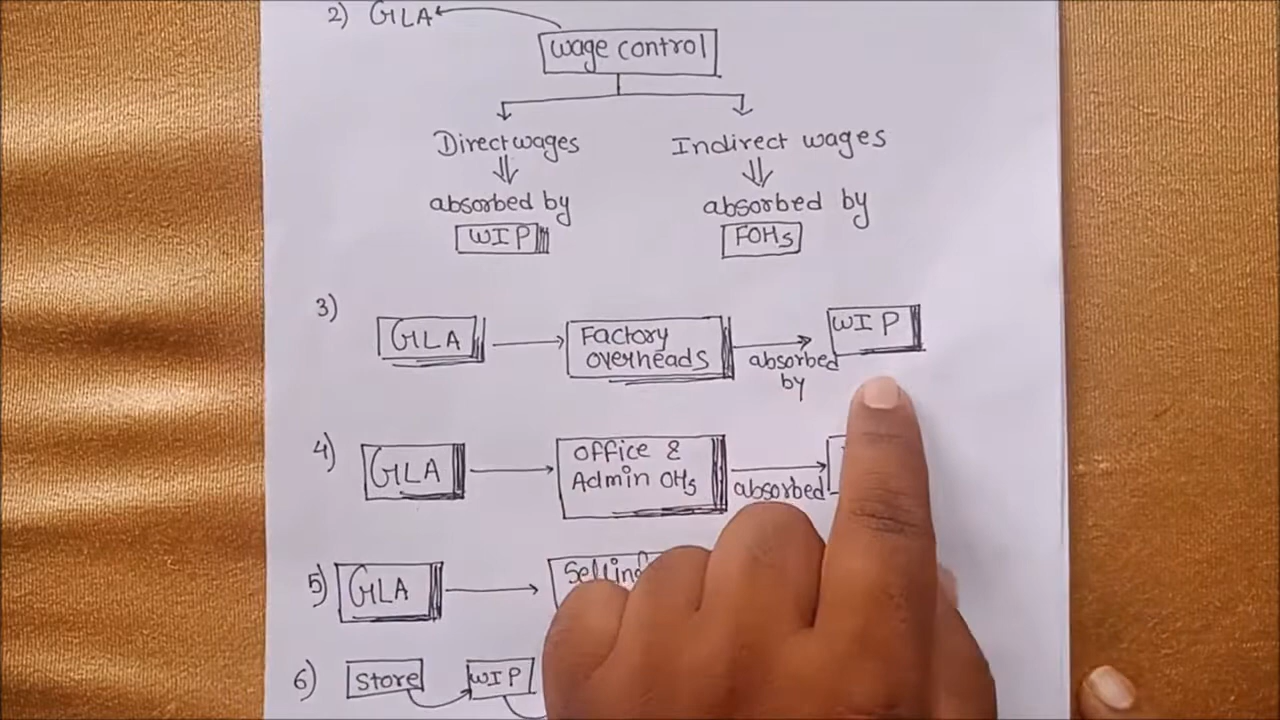 2) GLA
wage control
Direct wages
Indirect wages
absorbed by
absorbed by
WIP
FOHs
3)
GLA
Factory
overheads
absorbed
by
WIP
4)
GLA
Office &
Admin OHs
absorbed
5)
GLA
Selling
6)
Store
WIP